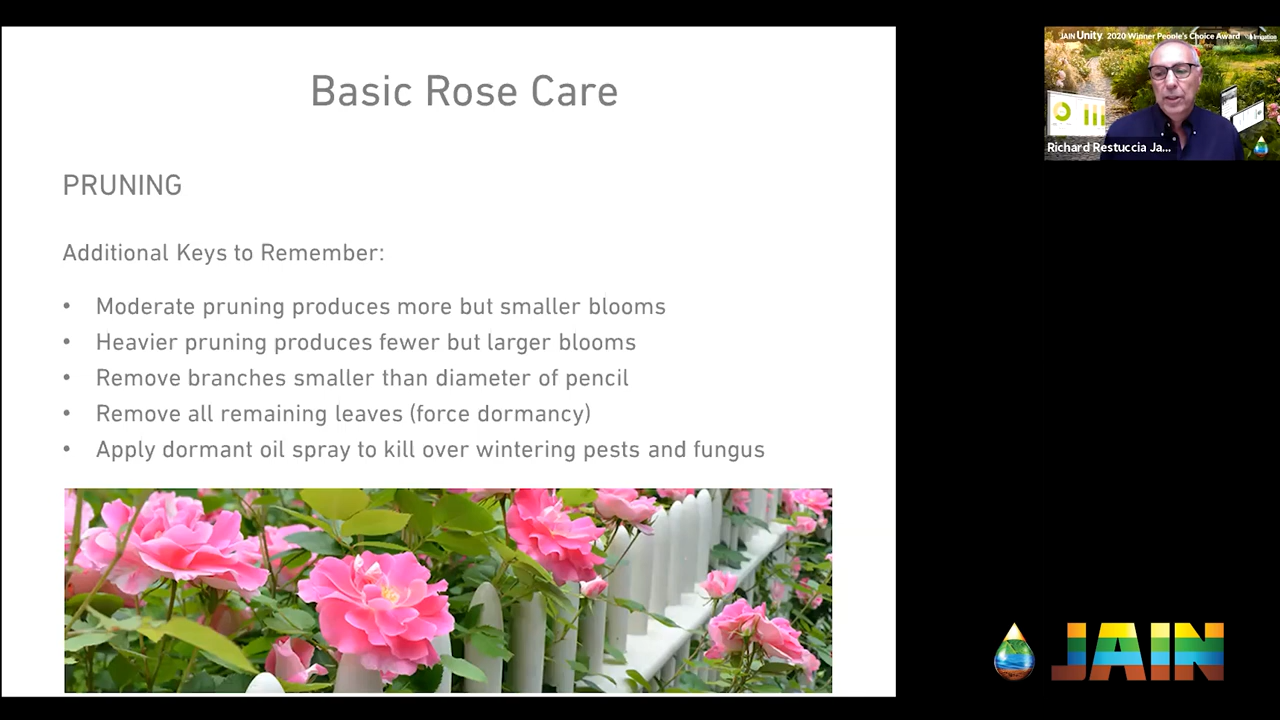 Basic Rose Care
PRUNING
Additional Keys to Remember:
• Moderate pruning produces more but smaller blooms
• Heavier pruning produces fewer but larger blooms
• Remove branches smaller than diameter of pencil
• Remove all remaining leaves (force dormancy)
• Apply dormant oil spray to kill over wintering pests and fungus
JAIN Unity 2020 Winner People's Choice Award
Richard Restuccia Ja...
JAIN